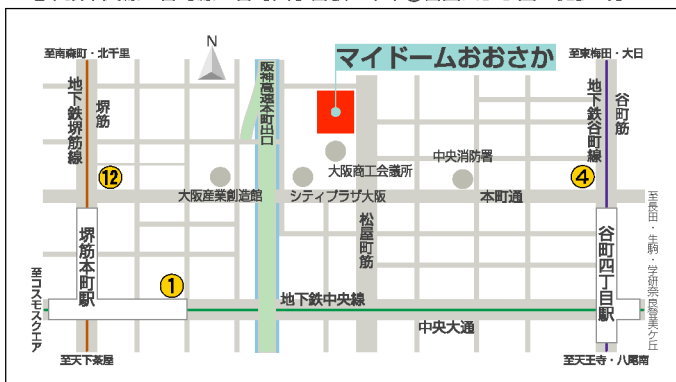 至南森町・北千里
N
マイドームおおさか
至東梅田・大日
地下鉄堺筋線
堺筋
阪神高速本町出口
地下鉄谷町線
谷町筋
大阪商工会議所
中央消防署
⑫
④
大阪産業創造館
シティプラザ大阪
本町通
堺筋本町駅
松屋町筋
谷町四丁目駅
至長田・生駒・学研奈良登美ケ丘
至コスモスクエア
①
地下鉄中央線
中央大通
至天下茶屋
至天王寺・八尾南